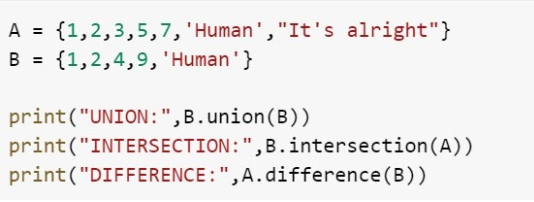 A = {1,2,3,5,7,'Human',"It's alright"}
B = {1,2,4,9,'Human'}
print("UNION:",B.union(B))
print("INTERSECTION:",B.intersection(A))
print("DIFFERENCE:",A.difference(B))